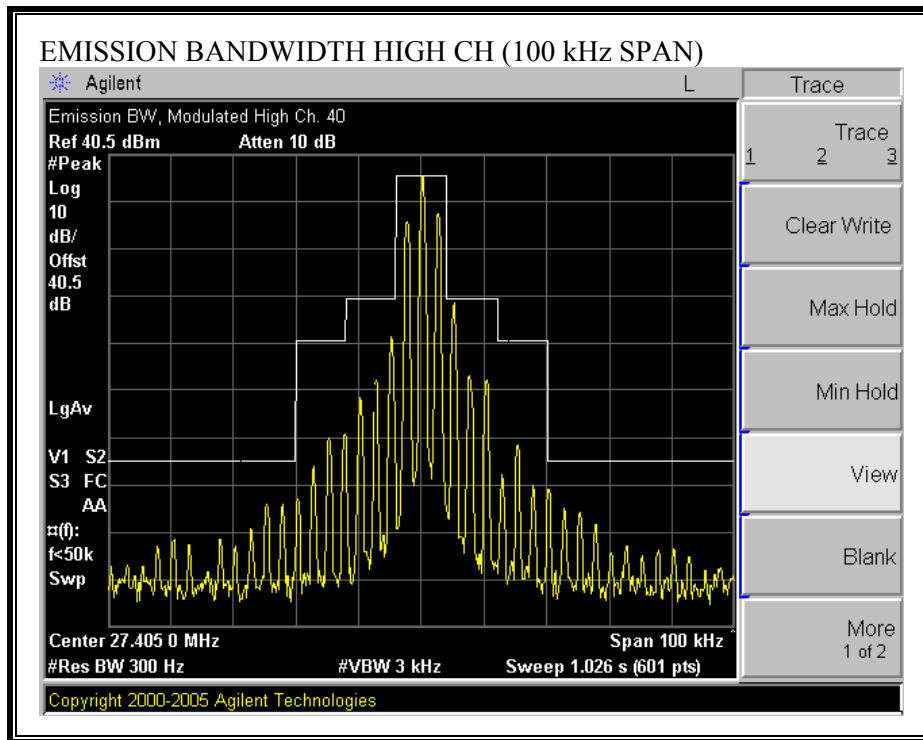 EMISSION BANDWIDTH HIGH CH (100 kHz SPAN)
Agilent
L
Trace
Emission BW, Modulated High Ch. 40
Ref 40.5 dBm Atten 10 dB
#Peak
Log
10
dB/
Offst
40.5
dB
LgAv
V1 S2
S3 FC
AA
¤(f):
f<50k
Swp
Center 27.405 0 MHz Span 100 kHz ^
#Res BW 300 Hz #VBW 3 kHz Sweep 1.026 s (601 pts)
Copyright 2000-2005 Agilent Technologies
Trace
1 2 3
Clear Write
Max Hold
Min Hold
View
Blank
More
1 of 2